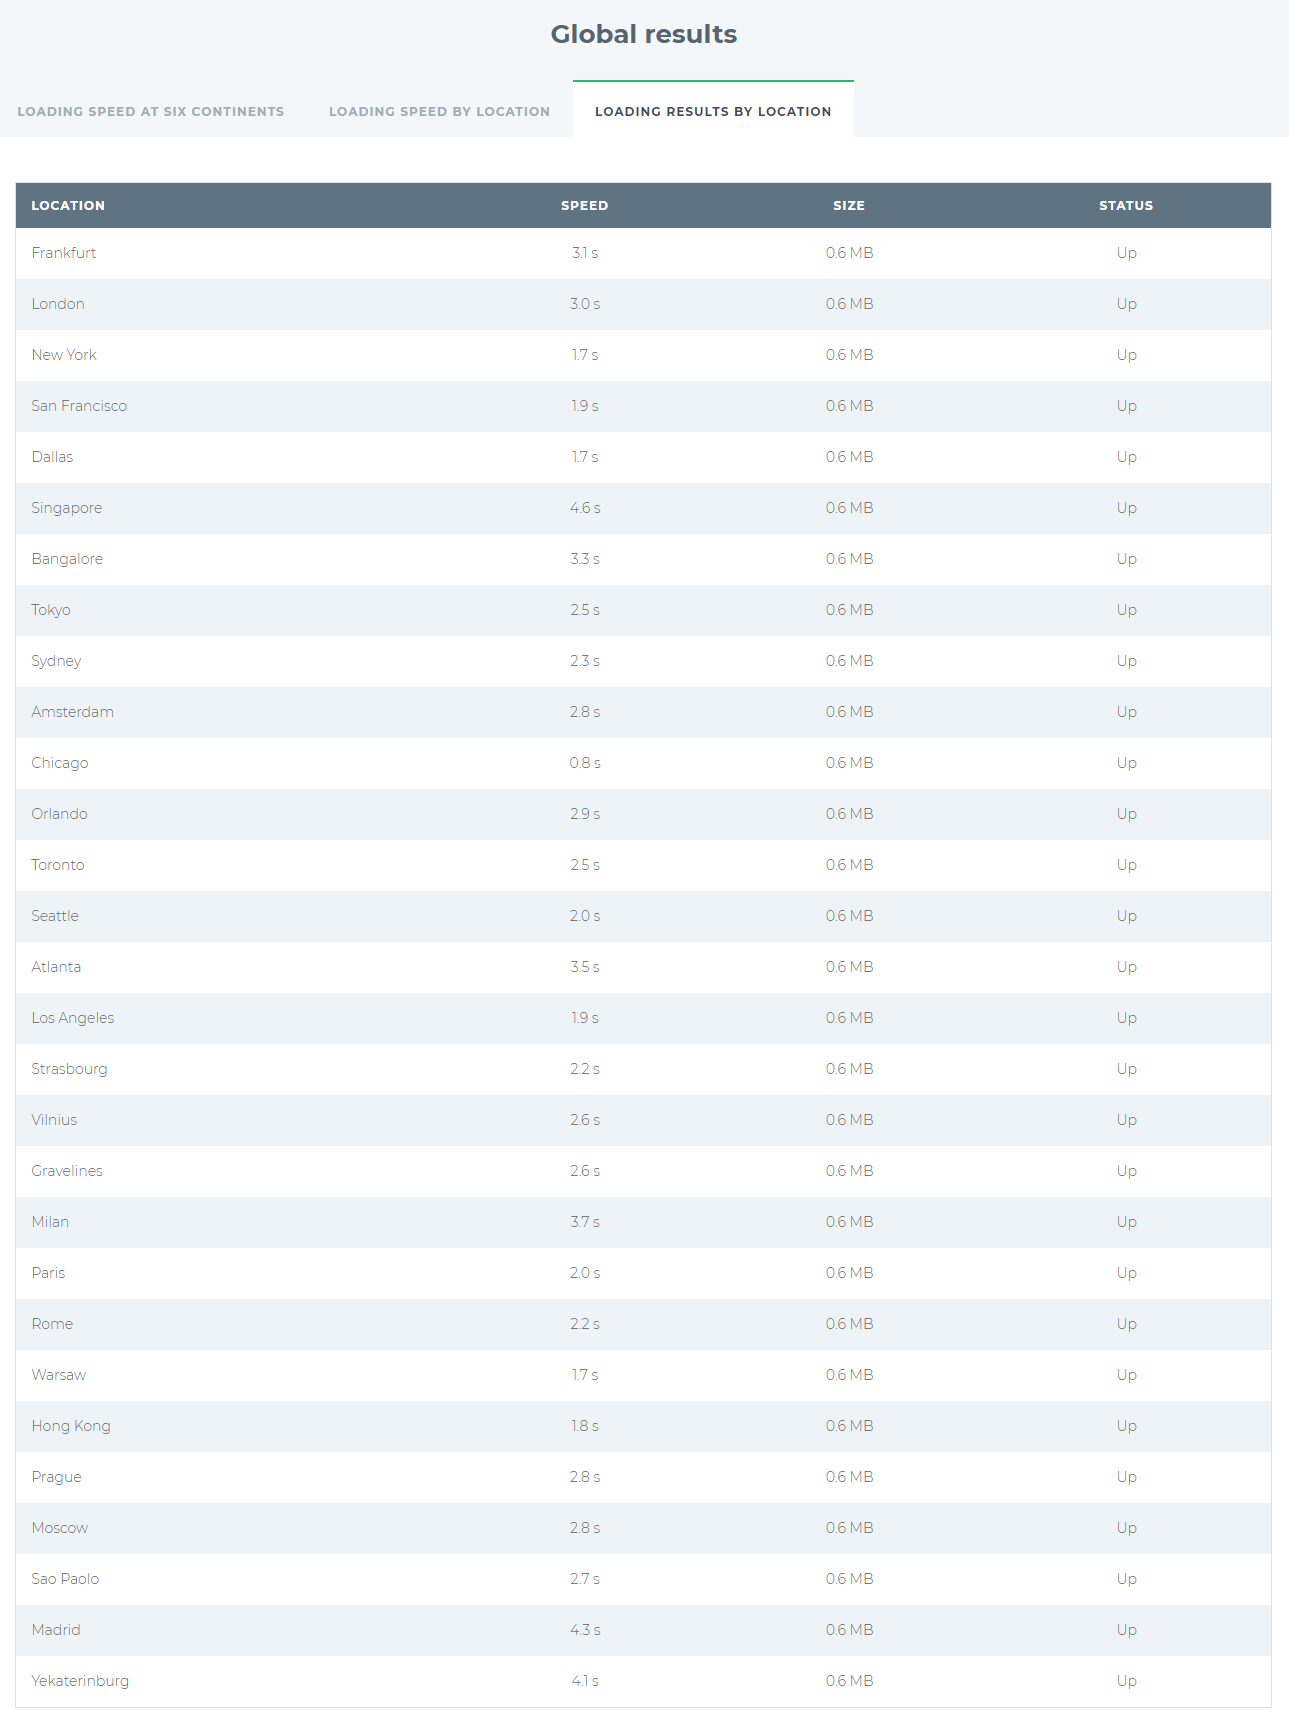 Global results
LOADING SPEED AT SIX CONTINENTS LOADING SPEED BY LOCATION LOADING RESULTS BY LOCATION
LOCATION SPEED SIZE STATUS
Frankfurt 3.1 s 0.6 MB Up
London 3.0 s 0.6 MB Up
New York 1.7 s 0.6 MB Up
San Francisco 1.9 s 0.6 MB Up
Dallas 1.7 s 0.6 MB Up
Singapore 4.6 s 0.6 MB Up
Bangalore 3.3 s 0.6 MB Up
Tokyo 2.5 s 0.6 MB Up
Sydney 2.3 s 0.6 MB Up
Amsterdam 2.8 s 0.6 MB Up
Chicago 0.8 s 0.6 MB Up
Orlando 2.9 s 0.6 MB Up
Toronto 2.5 s 0.6 MB Up
Seattle 2.0 s 0.6 MB Up
Atlanta 3.5 s 0.6 MB Up
Los Angeles 1.9 s 0.6 MB Up
Strasbourg 2.2 s 0.6 MB Up
Vilnius 2.6 s 0.6 MB Up
Gravelines 2.6 s 0.6 MB Up
Milan 3.7 s 0.6 MB Up
Paris 2.0 s 0.6 MB Up
Rome 2.2 s 0.6 MB Up
Warsaw 1.7 s 0.6 MB Up
Hong Kong 1.8 s 0.6 MB Up
Prague 2.8 s 0.6 MB Up
Moscow 2.8 s 0.6 MB Up
Sao Paolo 2.7 s 0.6 MB Up
Madrid 4.3 s 0.6 MB Up
Yekaterinburg 4.1 s 0.6 MB Up